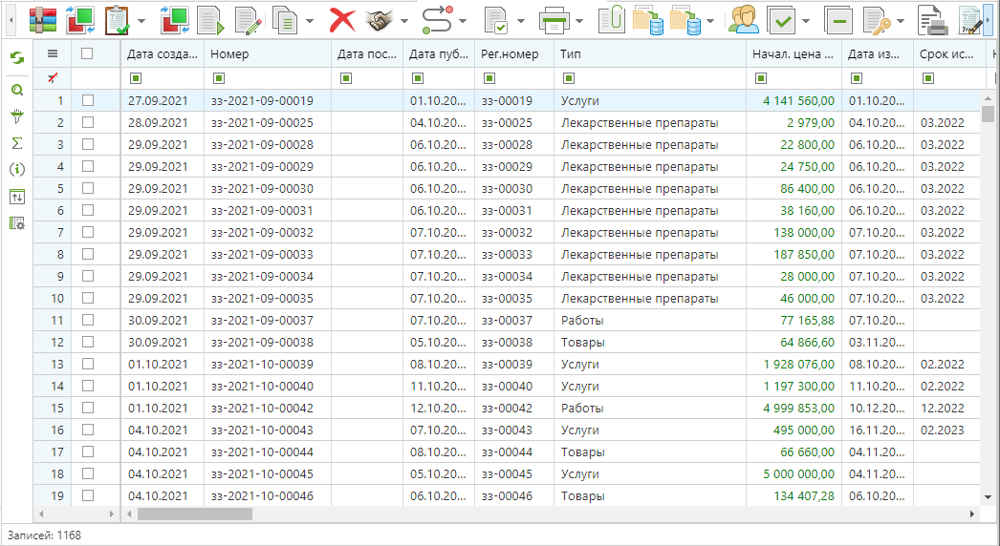 Дата созда... Номер Дата пос... Дата пуб... Рег.номер Тип Начал. цена ... Дата из... Срок ис...
1 27.09.2021 зз-2021-09-00019 01.10.20... зз-00019 Услуги 4 141 560,00 01.10.20...
2 28.09.2021 зз-2021-09-00025 04.10.20... зз-00025 Лекарственные препараты 2 979,00 04.10.20... 03.2022
3 29.09.2021 зз-2021-09-00028 06.10.20... зз-00028 Лекарственные препараты 22 800,00 06.10.20... 03.2022
4 29.09.2021 зз-2021-09-00029 06.10.20... зз-00029 Лекарственные препараты 24 750,00 06.10.20... 03.2022
5 29.09.2021 зз-2021-09-00030 06.10.20... зз-00030 Лекарственные препараты 86 400,00 06.10.20... 03.2022
6 29.09.2021 зз-2021-09-00031 06.10.20... зз-00031 Лекарственные препараты 38 160,00 06.10.20... 03.2022
7 29.09.2021 зз-2021-09-00032 07.10.20... зз-00032 Лекарственные препараты 138 000,00 07.10.20... 03.2022
8 29.09.2021 зз-2021-09-00033 07.10.20... зз-00033 Лекарственные препараты 187 850,00 07.10.20... 03.2022
9 29.09.2021 зз-2021-09-00034 07.10.20... зз-00034 Лекарственные препараты 28 000,00 07.10.20... 03.2022
10 29.09.2021 зз-2021-09-00035 07.10.20... зз-00035 Лекарственные препараты 46 000,00 07.10.20... 03.2022
11 30.09.2021 зз-2021-09-00037 07.10.20... зз-00037 Работы 77 165,88 07.10.20...
12 30.09.2021 зз-2021-09-00038 05.10.20... зз-00038 Товары 64 866,60 03.11.20...
13 01.10.2021 зз-2021-10-00039 08.10.20... зз-00039 Услуги 1 928 076,00 08.10.20... 02.2022
14 01.10.2021 зз-2021-10-00040 11.10.20... зз-00040 Услуги 1 197 300,00 11.10.20... 02.2022
15 01.10.2021 зз-2021-10-00042 12.10.20... зз-00042 Работы 4 999 853,00 10.12.20... 12.2022
16 04.10.2021 зз-2021-10-00043 07.10.20... зз-00043 Услуги 495 000,00 16.11.20... 02.2023
17 04.10.2021 зз-2021-10-00044 08.10.20... зз-00044 Товары 66 660,00 04.11.20...
18 04.10.2021 зз-2021-10-00045 05.10.20... зз-00045 Услуги 5 000 000,00 04.11.20...
19 04.10.2021 зз-2021-10-00046 06.10.20... зз-00046 Товары 134 407,28 06.10.20...
Записей: 1168